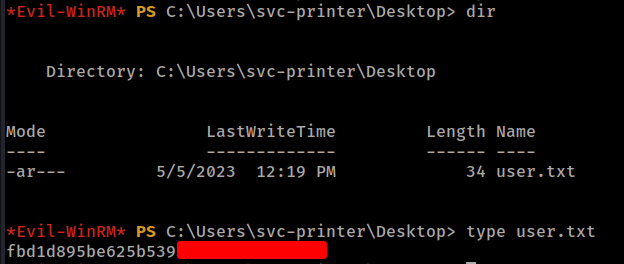 *Evil-WinRM* PS C:\Users\svc-printer\Desktop> dir
Directory: C:\Users\svc-printer\Desktop
Mode                LastWriteTime         Length Name
----                -------------         ------ ----
-ar---         5/5/2023  12:19 PM             34 user.txt
*Evil-WinRM* PS C:\Users\svc-printer\Desktop> type user.txt
fbd1d895be625b539